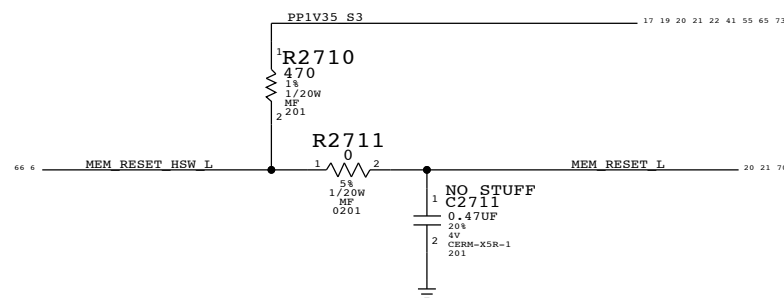 PP1V35_S3
17 19 20 21 22 41 55 65 73
1
R2710
470
1%
1/20W
MF
201
2
R2711
0
66 6
MEM_RESET_HSW_L
1
2
MEM_RESET_L
20 21 70
5%
1/20W
MF
0201
NO STUFF
1
C2711
0.47UF
20%
4V
2
CERM-X5R-1
201